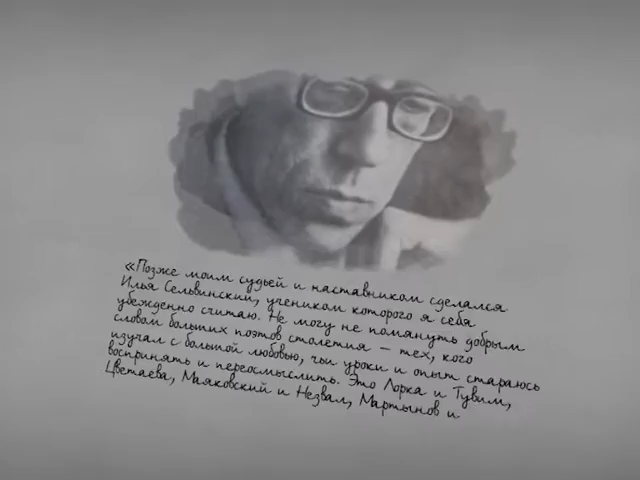 «Позже моим судьёй и наставником сделался
Илья Сельвинский, учеником которого я себя
убежденно считаю. Не могу не помянуть добрым
словом больших поэтов столетия – тех, кого
изучал с большой любовью, чьи уроки и опыт стараюсь
воспринять и переосмыслить. Это Лорка и Тувим,
Цветаева, Маяковский и Незвал, Мартынов и